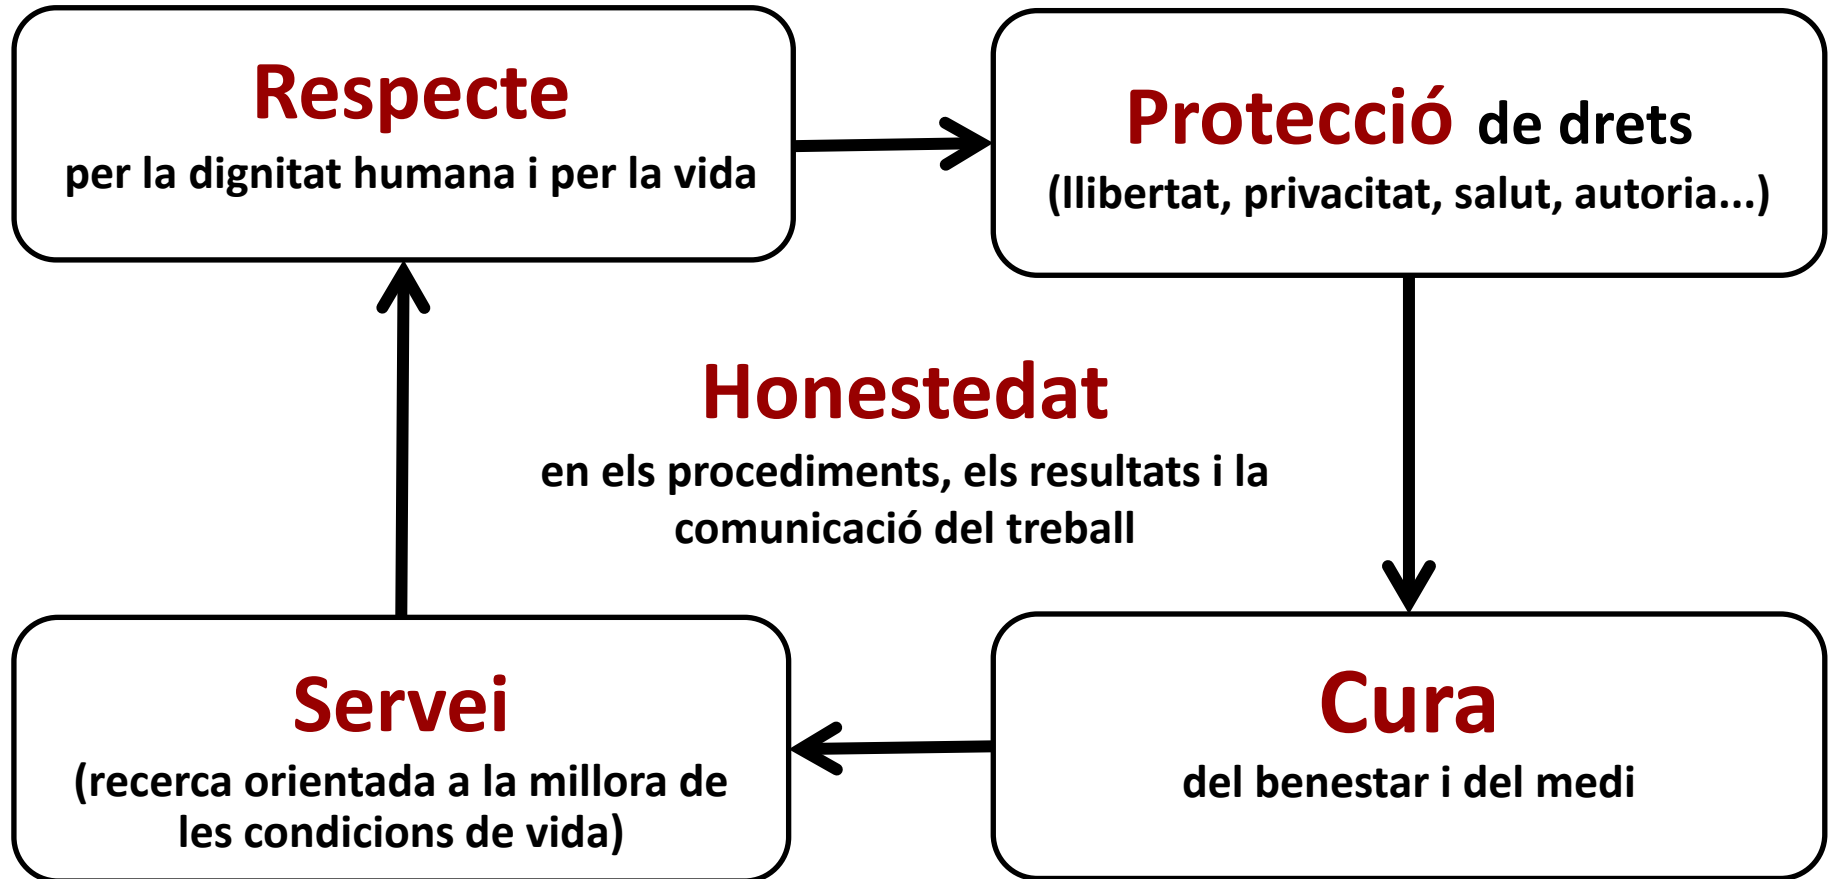 Respecte
per la dignitat humana i per la vida
Protecció de drets
(llibertat, privacitat, salut, autoria...)
Honestedat
en els procediments, els resultats i la
comunicació del treball
Servei
(recerca orientada a la millora de
les condicions de vida)
Cura
del benestar i del medi